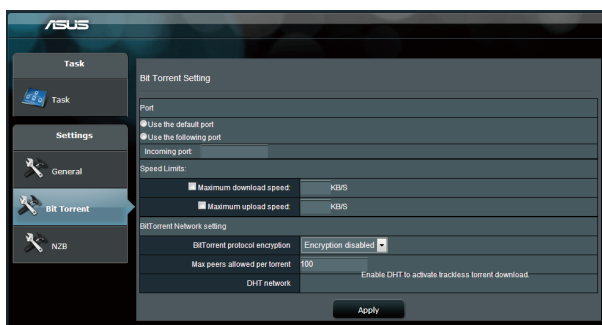 ASUS
Task
Task
Settings
General
Bit Torrent
NZB
Bit Torrent Setting
Port
Use the default port
Use the following port
Incoming port:
Speed Limits:
Maximum download speed: KB/S
Maximum upload speed: KB/S
BitTorrent Network setting
BitTorrent protocol encryption Encryption disabled
Max peers allowed per torrent 100
Enable DHT to activate trackless torrent download.
DHT network
Apply